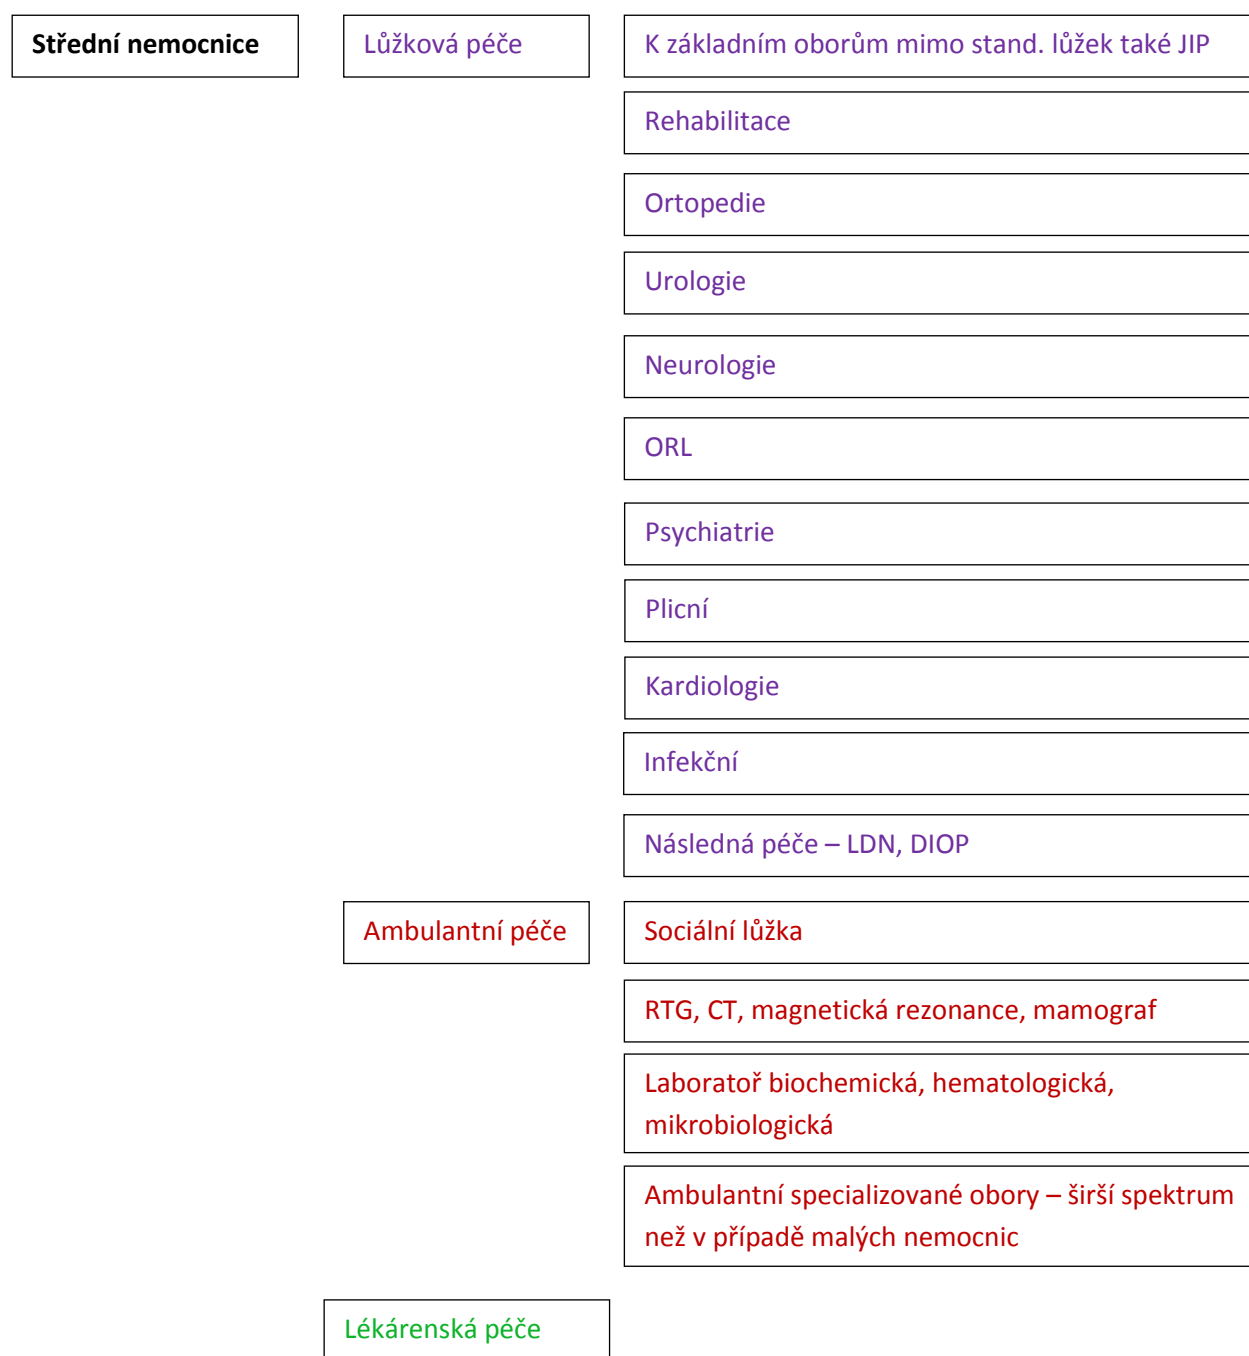 Střední nemocnice
Lůžková péče
K základním oborům mimo stand. lůžek také JIP
Rehabilitace
Ortopedie
Urologie
Neurologie
ORL
Psychiatrie
Plicní
Kardiologie
Infekční
Následná péče – LDN, DIOP
Ambulantní péče
Sociální lůžka
RTG, CT, magnetická rezonance, mamograf
Laboratoř biochemická, hematologická,
mikrobiologická
Ambulantní specializované obory – širší spektrum
než v případě malých nemocnic
Lékárenská péče